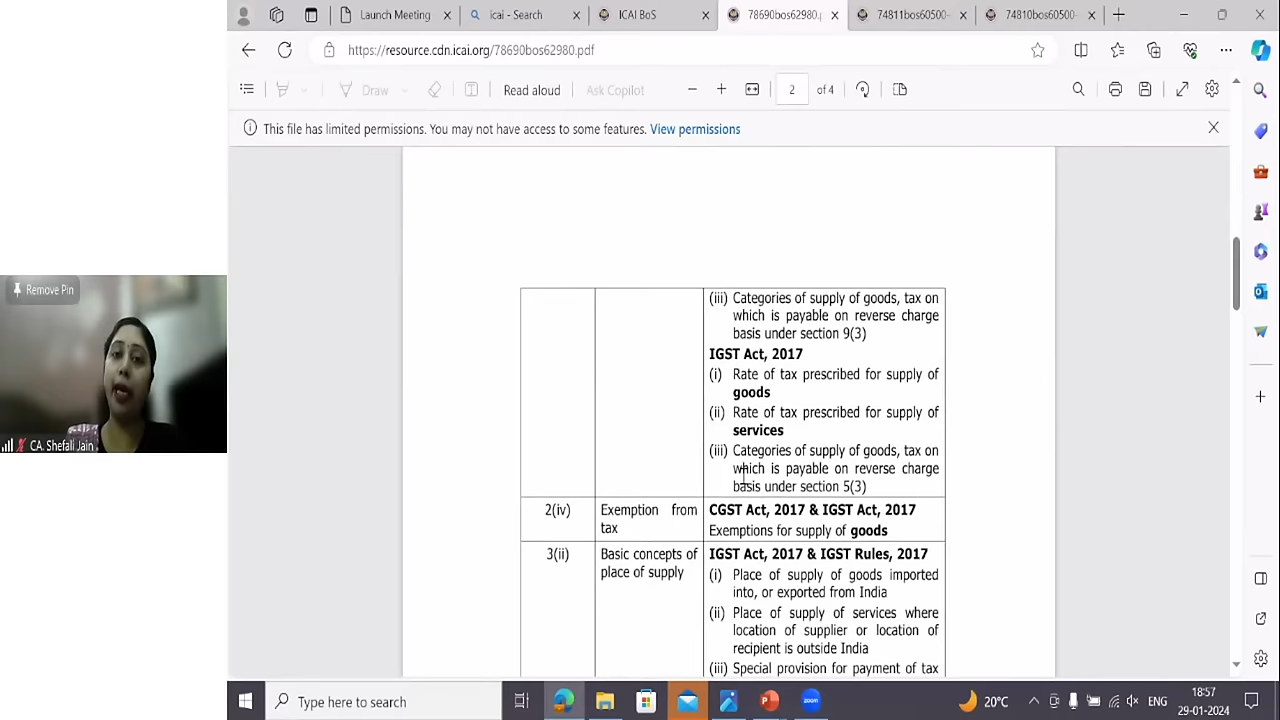 Launch Meeting
icai - Search
ICAI BoS
78690bos62980.
74811bos60500-
74810bos60500-
https://resource.cdn.icai.org/78690bos62980.pdf
Draw
Read aloud
Ask Copilot
2
of 4
This file has limited permissions. You may not have access to some features. View permissions
(iii) Categories of supply of goods, tax on
which is payable on reverse charge
basis under section 9(3)
IGST Act, 2017
(i) Rate of tax prescribed for supply of
goods
(ii) Rate of tax prescribed for supply of
services
(iii) Categories of supply of goods, tax on
which is payable on reverse charge
basis under section 5(3)
2(iv) Exemption from
tax
CGST Act, 2017 & IGST Act, 2017
Exemptions for supply of goods
3(ii) Basic concepts of
place of supply
IGST Act, 2017 & IGST Rules, 2017
(i) Place of supply of goods imported
into, or exported from India
(ii) Place of supply of services where
location of supplier or location of
recipient is outside India
(iii) Special provision for payment of tax
Remove Pin
CA. Shefali Jain
Type here to search
zoom
20°C
ENG
18:57
29-01-2024